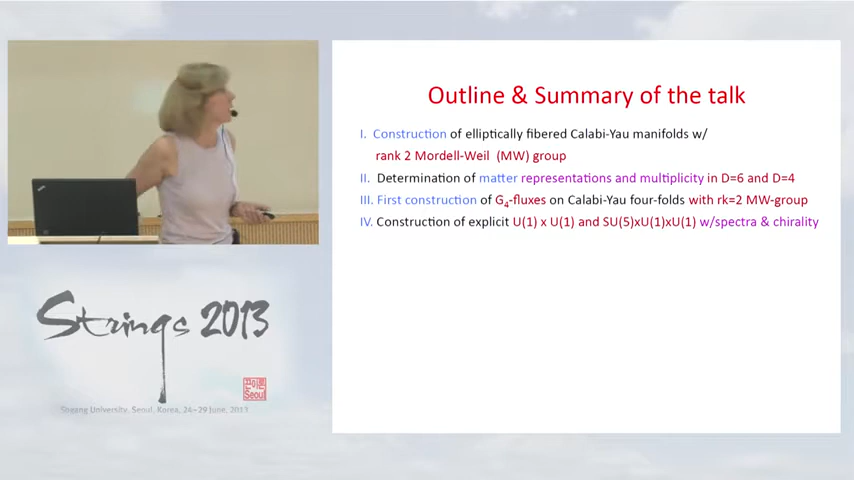 Outline & Summary of the talk
I. Construction of elliptically fibered Calabi-Yau manifolds w/
rank 2 Mordell-Weil (MW) group
II. Determination of matter representations and multiplicity in D=6 and D=4
III. First construction of G₄-fluxes on Calabi-Yau four-folds with rk=2 MW-group
IV. Construction of explicit U(1) x U(1) and SU(5)xU(1)xU(1) w/spectra & chirality
Strings 2013
Seoul
Sogang University, Seoul, Korea, 24-29 June, 2013